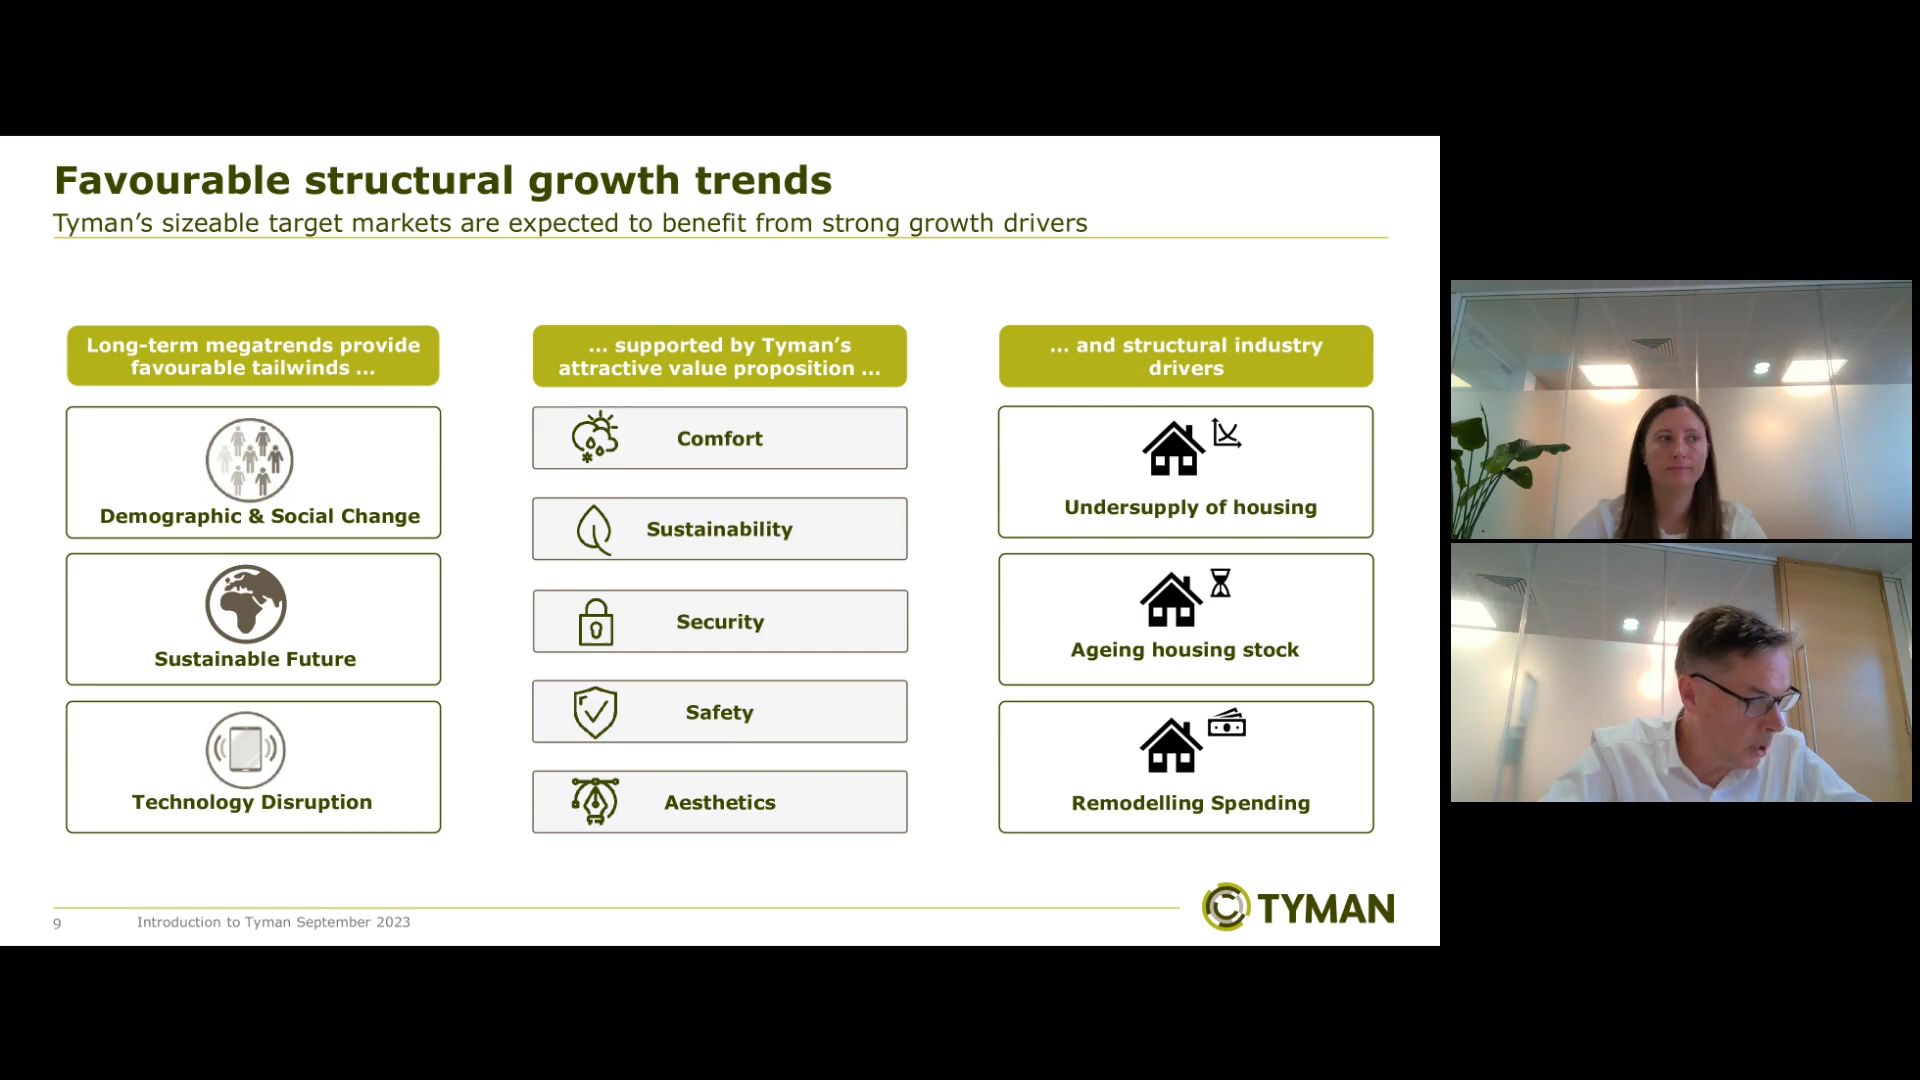 Favourable structural growth trends
Tyman’s sizeable target markets are expected to benefit from strong growth drivers
Long-term megatrends provide
favourable tailwinds ...
Demographic & Social Change
Sustainable Future
Technology Disruption
... supported by Tyman’s
attractive value proposition ...
Comfort
Sustainability
Security
Safety
Aesthetics
... and structural industry
drivers
Undersupply of housing
Ageing housing stock
Remodelling Spending
9
Introduction to Tyman September 2023
TYMAN